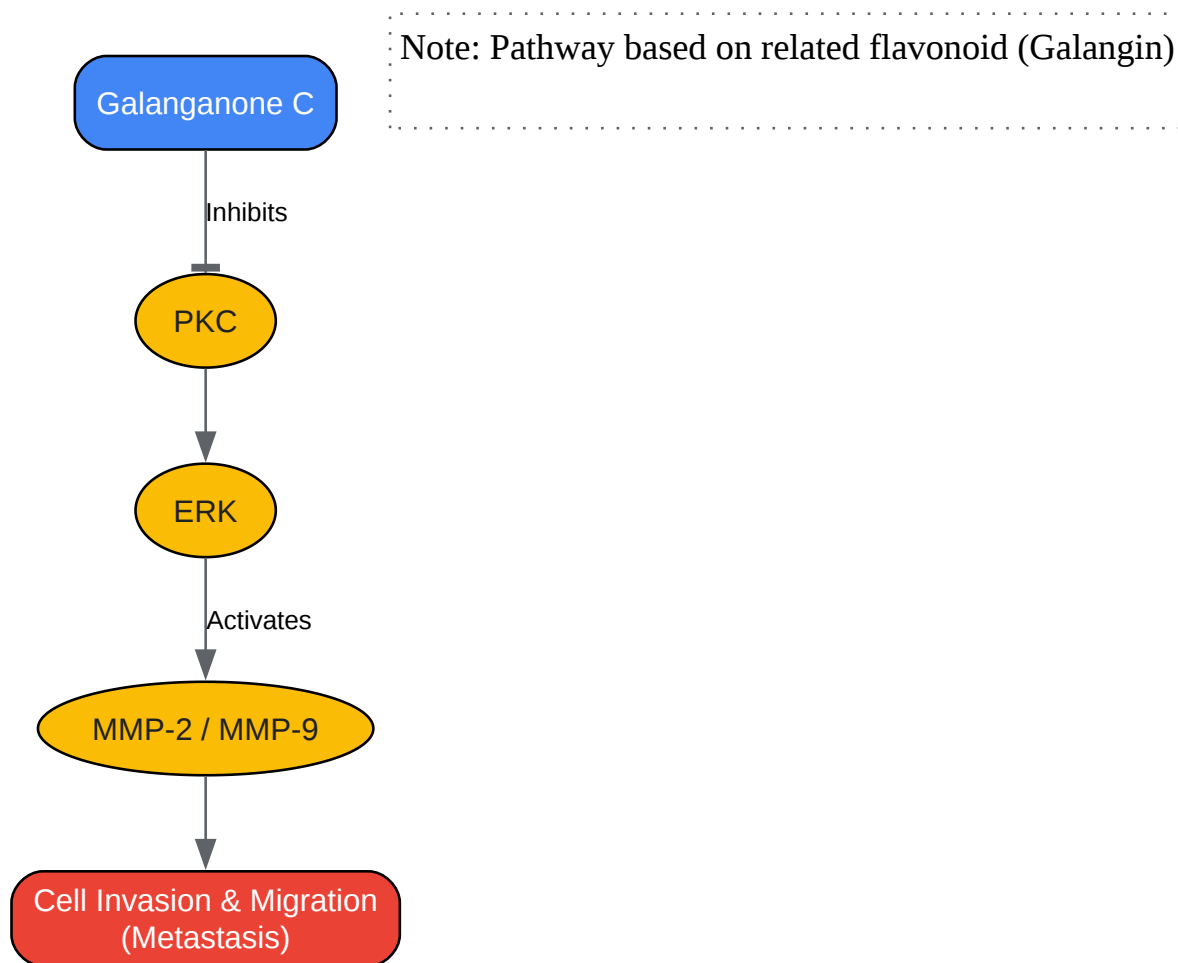 Note: Pathway based on related flavonoid (Galangin)
Galanganone C
Inhibits
PKC
ERK
Activates
MMP-2 / MMP-9
Cell Invasion & Migration
(Metastasis)